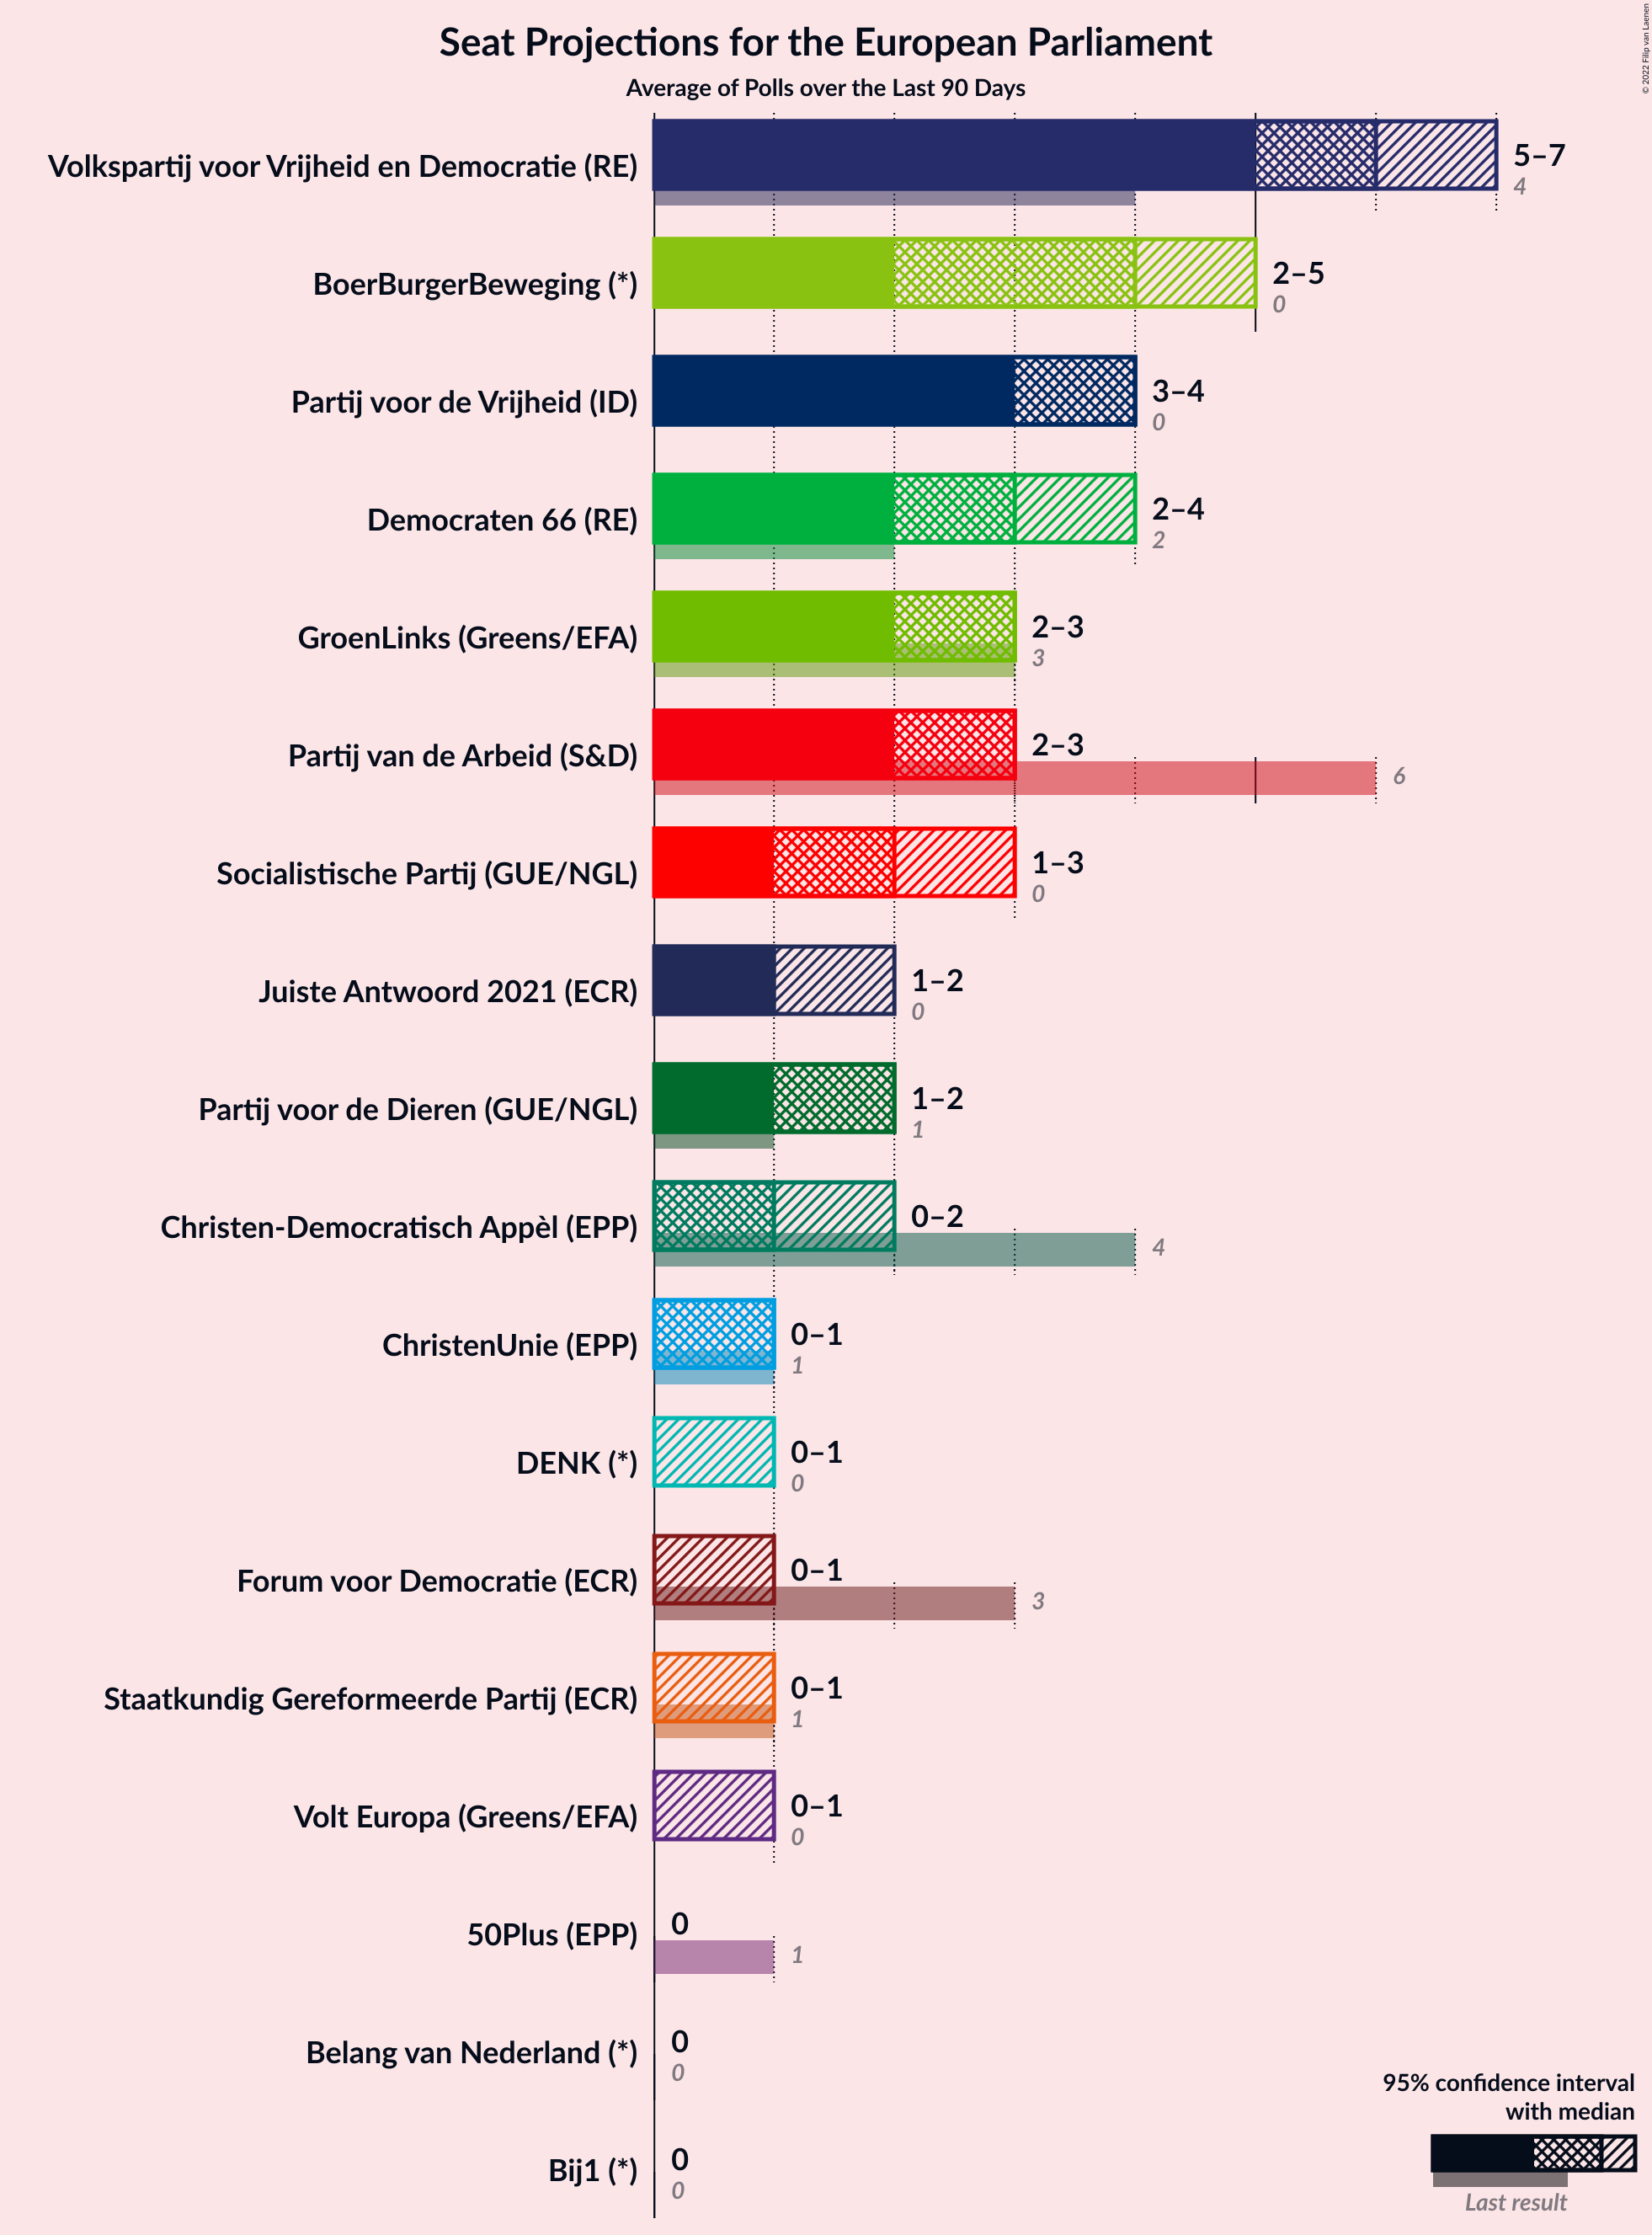 Seat Projections for the European Parliament
Average of Polls over the Last 90 Days
© 2022 Filip van Laenen
Volkspartij voor Vrijheid en Democratie (RE)
5–7
4
BoerBurgerBeweging (*)
2–5
0
Partij voor de Vrijheid (ID)
3–4
0
Democraten 66 (RE)
2–4
2
GroenLinks (Greens/EFA)
2–3
3
Partij van de Arbeid (S&D)
2–3
6
Socialistische Partij (GUE/NGL)
1–3
0
Juiste Antwoord 2021 (ECR)
1–2
0
Partij voor de Dieren (GUE/NGL)
1–2
1
Christen-Democratisch Appèl (EPP)
0–2
4
ChristenUnie (EPP)
0–1
1
DENK (*)
0–1
0
Forum voor Democratie (ECR)
0–1
3
Staatkundig Gereformeerde Partij (ECR)
0–1
1
Volt Europa (Greens/EFA)
0–1
0
50Plus (EPP)
0
1
Belang van Nederland (*)
0
0
Bij1 (*)
0
0
95% confidence interval
with median
Last result